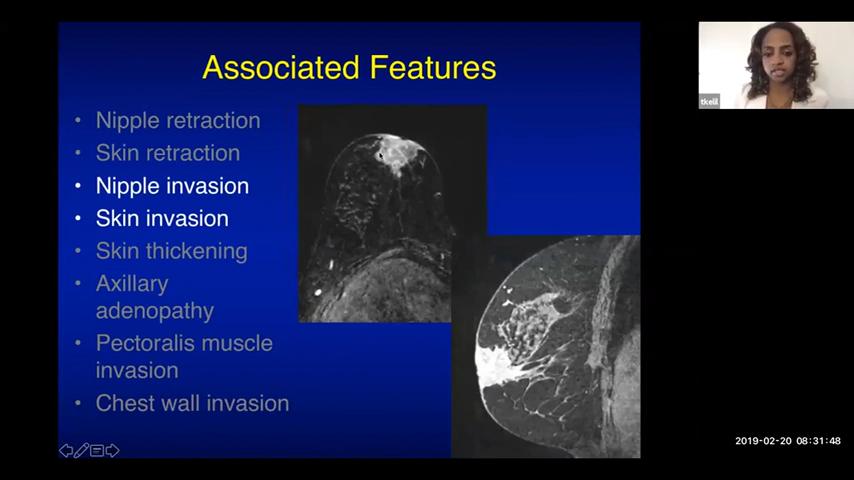 Associated Features
• Nipple retraction
• Skin retraction
• Nipple invasion
• Skin invasion
• Skin thickening
• Axillary
adenopathy
• Pectoralis muscle
invasion
• Chest wall invasion
tkelil
2019-02-20 08:31:48